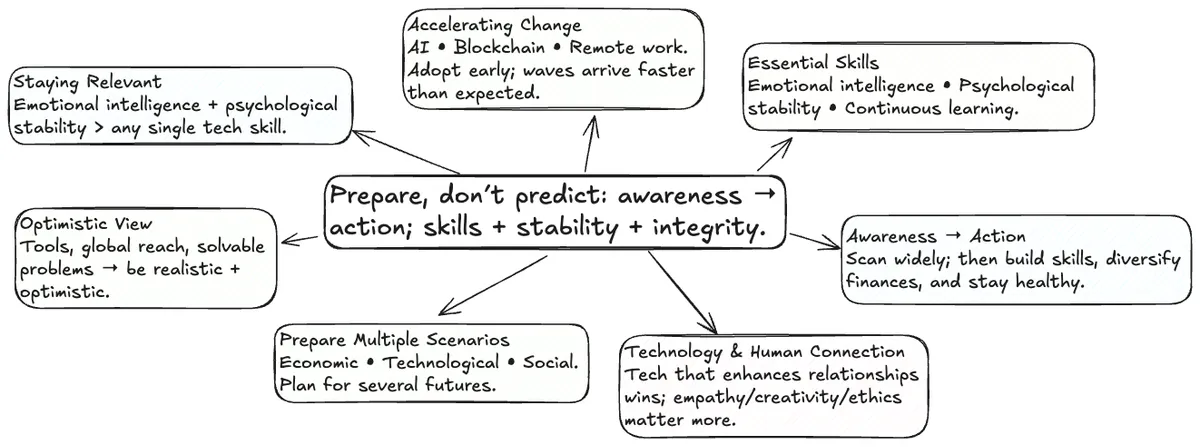 Accelerating Change
AI • Blockchain • Remote work.
Adopt early; waves arrive faster
than expected.
Essential Skills
Emotional intelligence • Psychological
stability • Continuous learning.
Staying Relevant
Emotional intelligence + psychological
stability > any single tech skill.
Prepare, don't predict: awareness →
action; skills + stability + integrity.
Optimistic View
Tools, global reach, solvable
problems → be realistic +
optimistic.
Awareness → Action
Scan widely; then build skills, diversify
finances, and stay healthy.
Prepare Multiple Scenarios
Economic • Technological • Social.
Plan for several futures.
Technology & Human Connection
Tech that enhances relationships
wins; empathy/creativity/ethics
matter more.